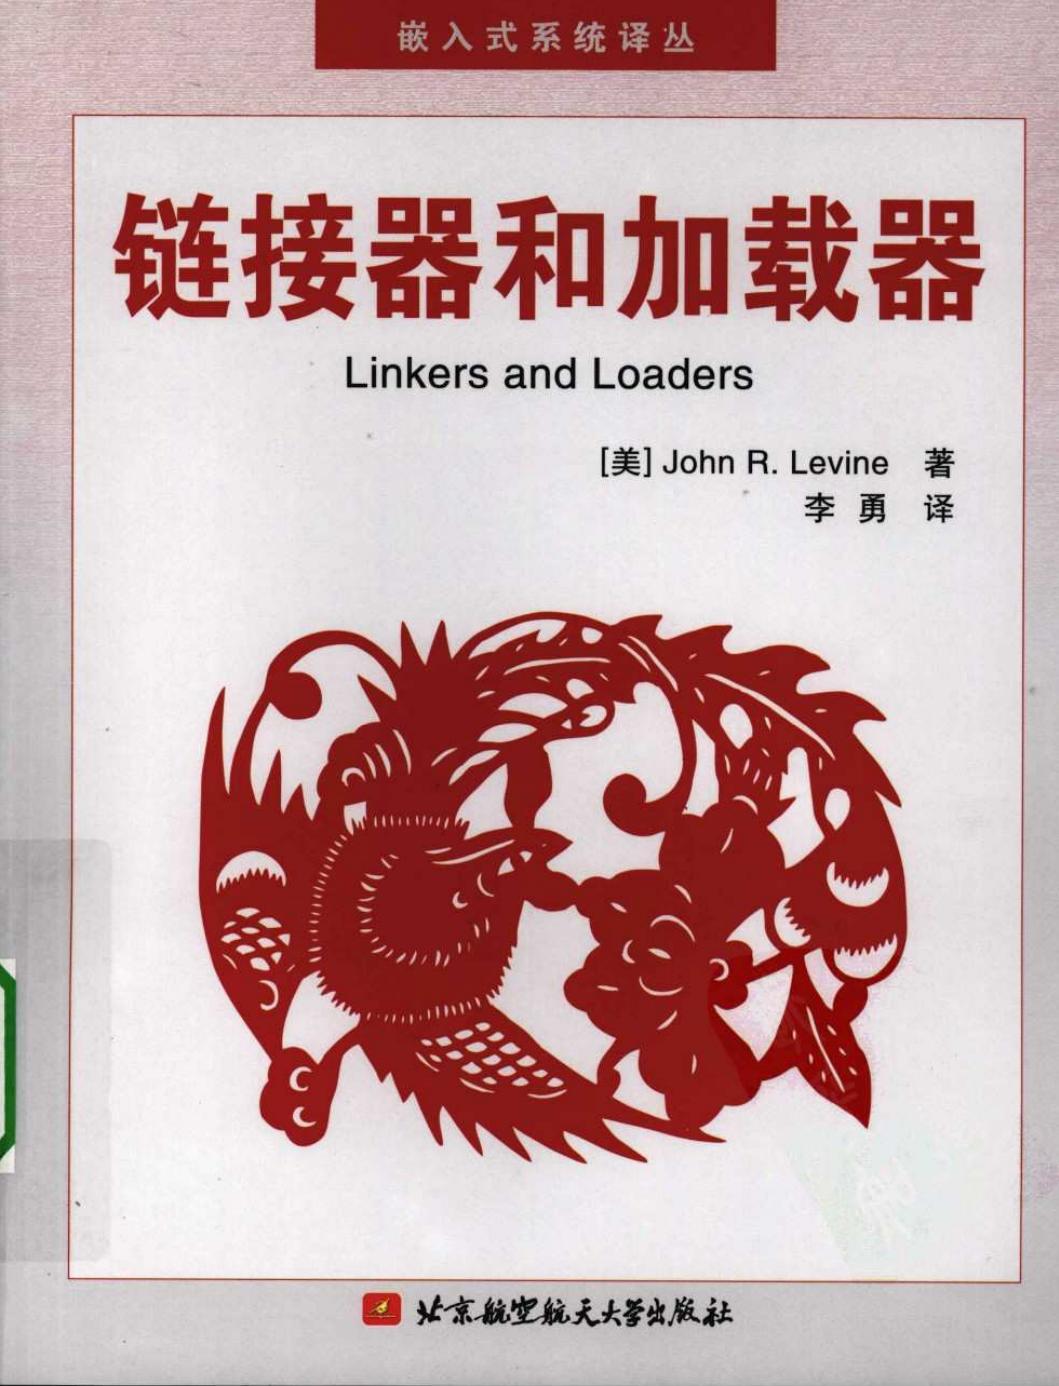 嵌入式系统译丛
链接器和加载器
Linkers and Loaders
[美] John R. Levine 著
李 勇 译
北京航空航天大学出版社